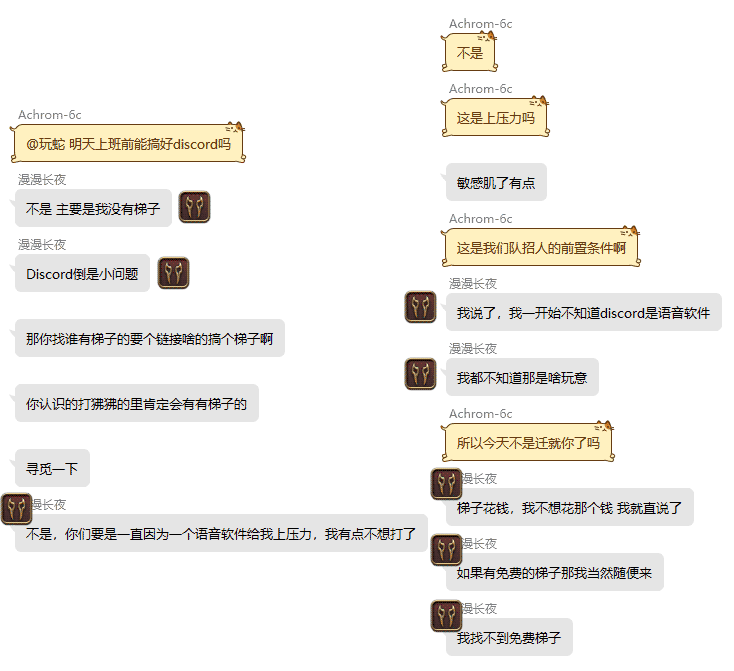 Achrom-6c
@玩蛇 明天上班前能搞好discord吗
漫漫长夜
不是 主要是我没有梯子
漫漫长夜
Discord倒是小问题
那你找谁有梯子的要个链接啥的搞个梯子啊
你认识的打狒狒的里肯定会有有梯子的
寻觅一下
漫长夜
不是，你们要是一直因为一个语音软件给我上压力，我有点不想打了
Achrom-6c
不是
Achrom-6c
这是上压力吗
敏感肌了有点
Achrom-6c
这是我们队招人的前置条件啊
漫漫长夜
我说了，我一开始不知道discord是语音软件
漫漫长夜
我都不知道那是啥玩意
Achrom-6c
所以今天不是迁就你了吗
漫长夜
梯子花钱，我不想花那个钱 我就直说了
漫长夜
如果有免费的梯子那我当然随便来
漫长夜
我找不到免费梯子